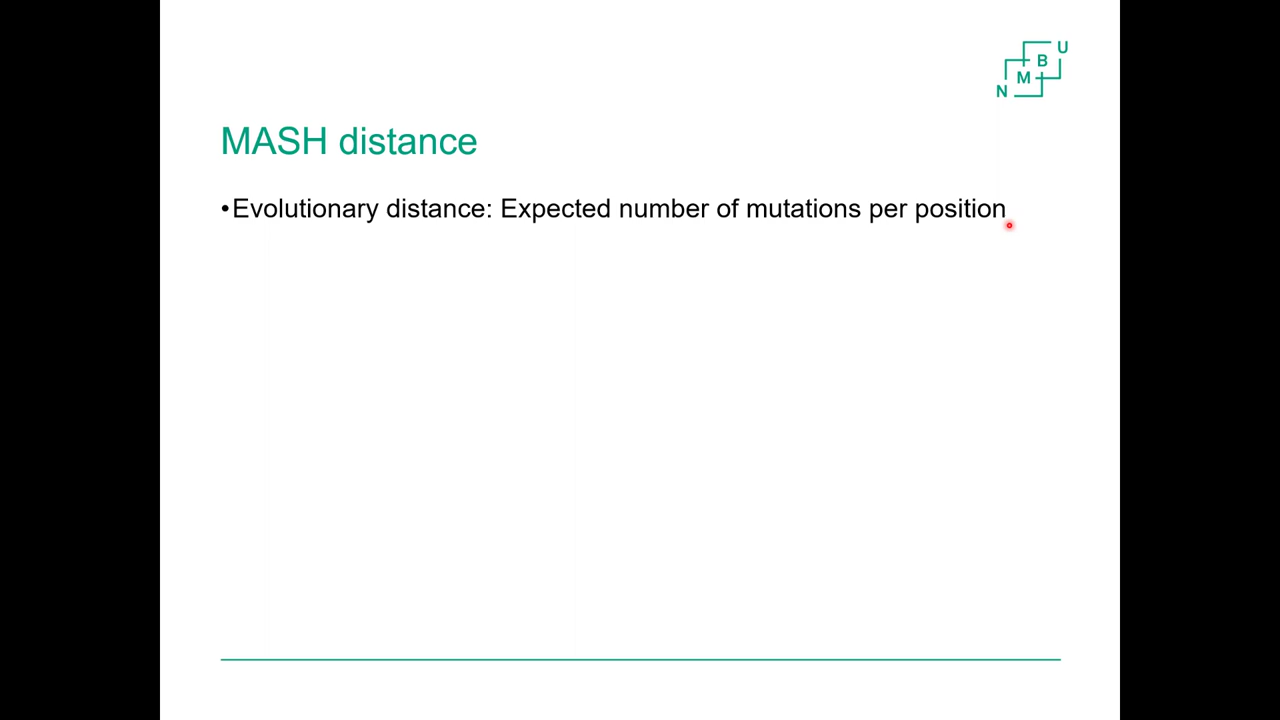 N M B U
MASH distance
•Evolutionary distance: Expected number of mutations per position